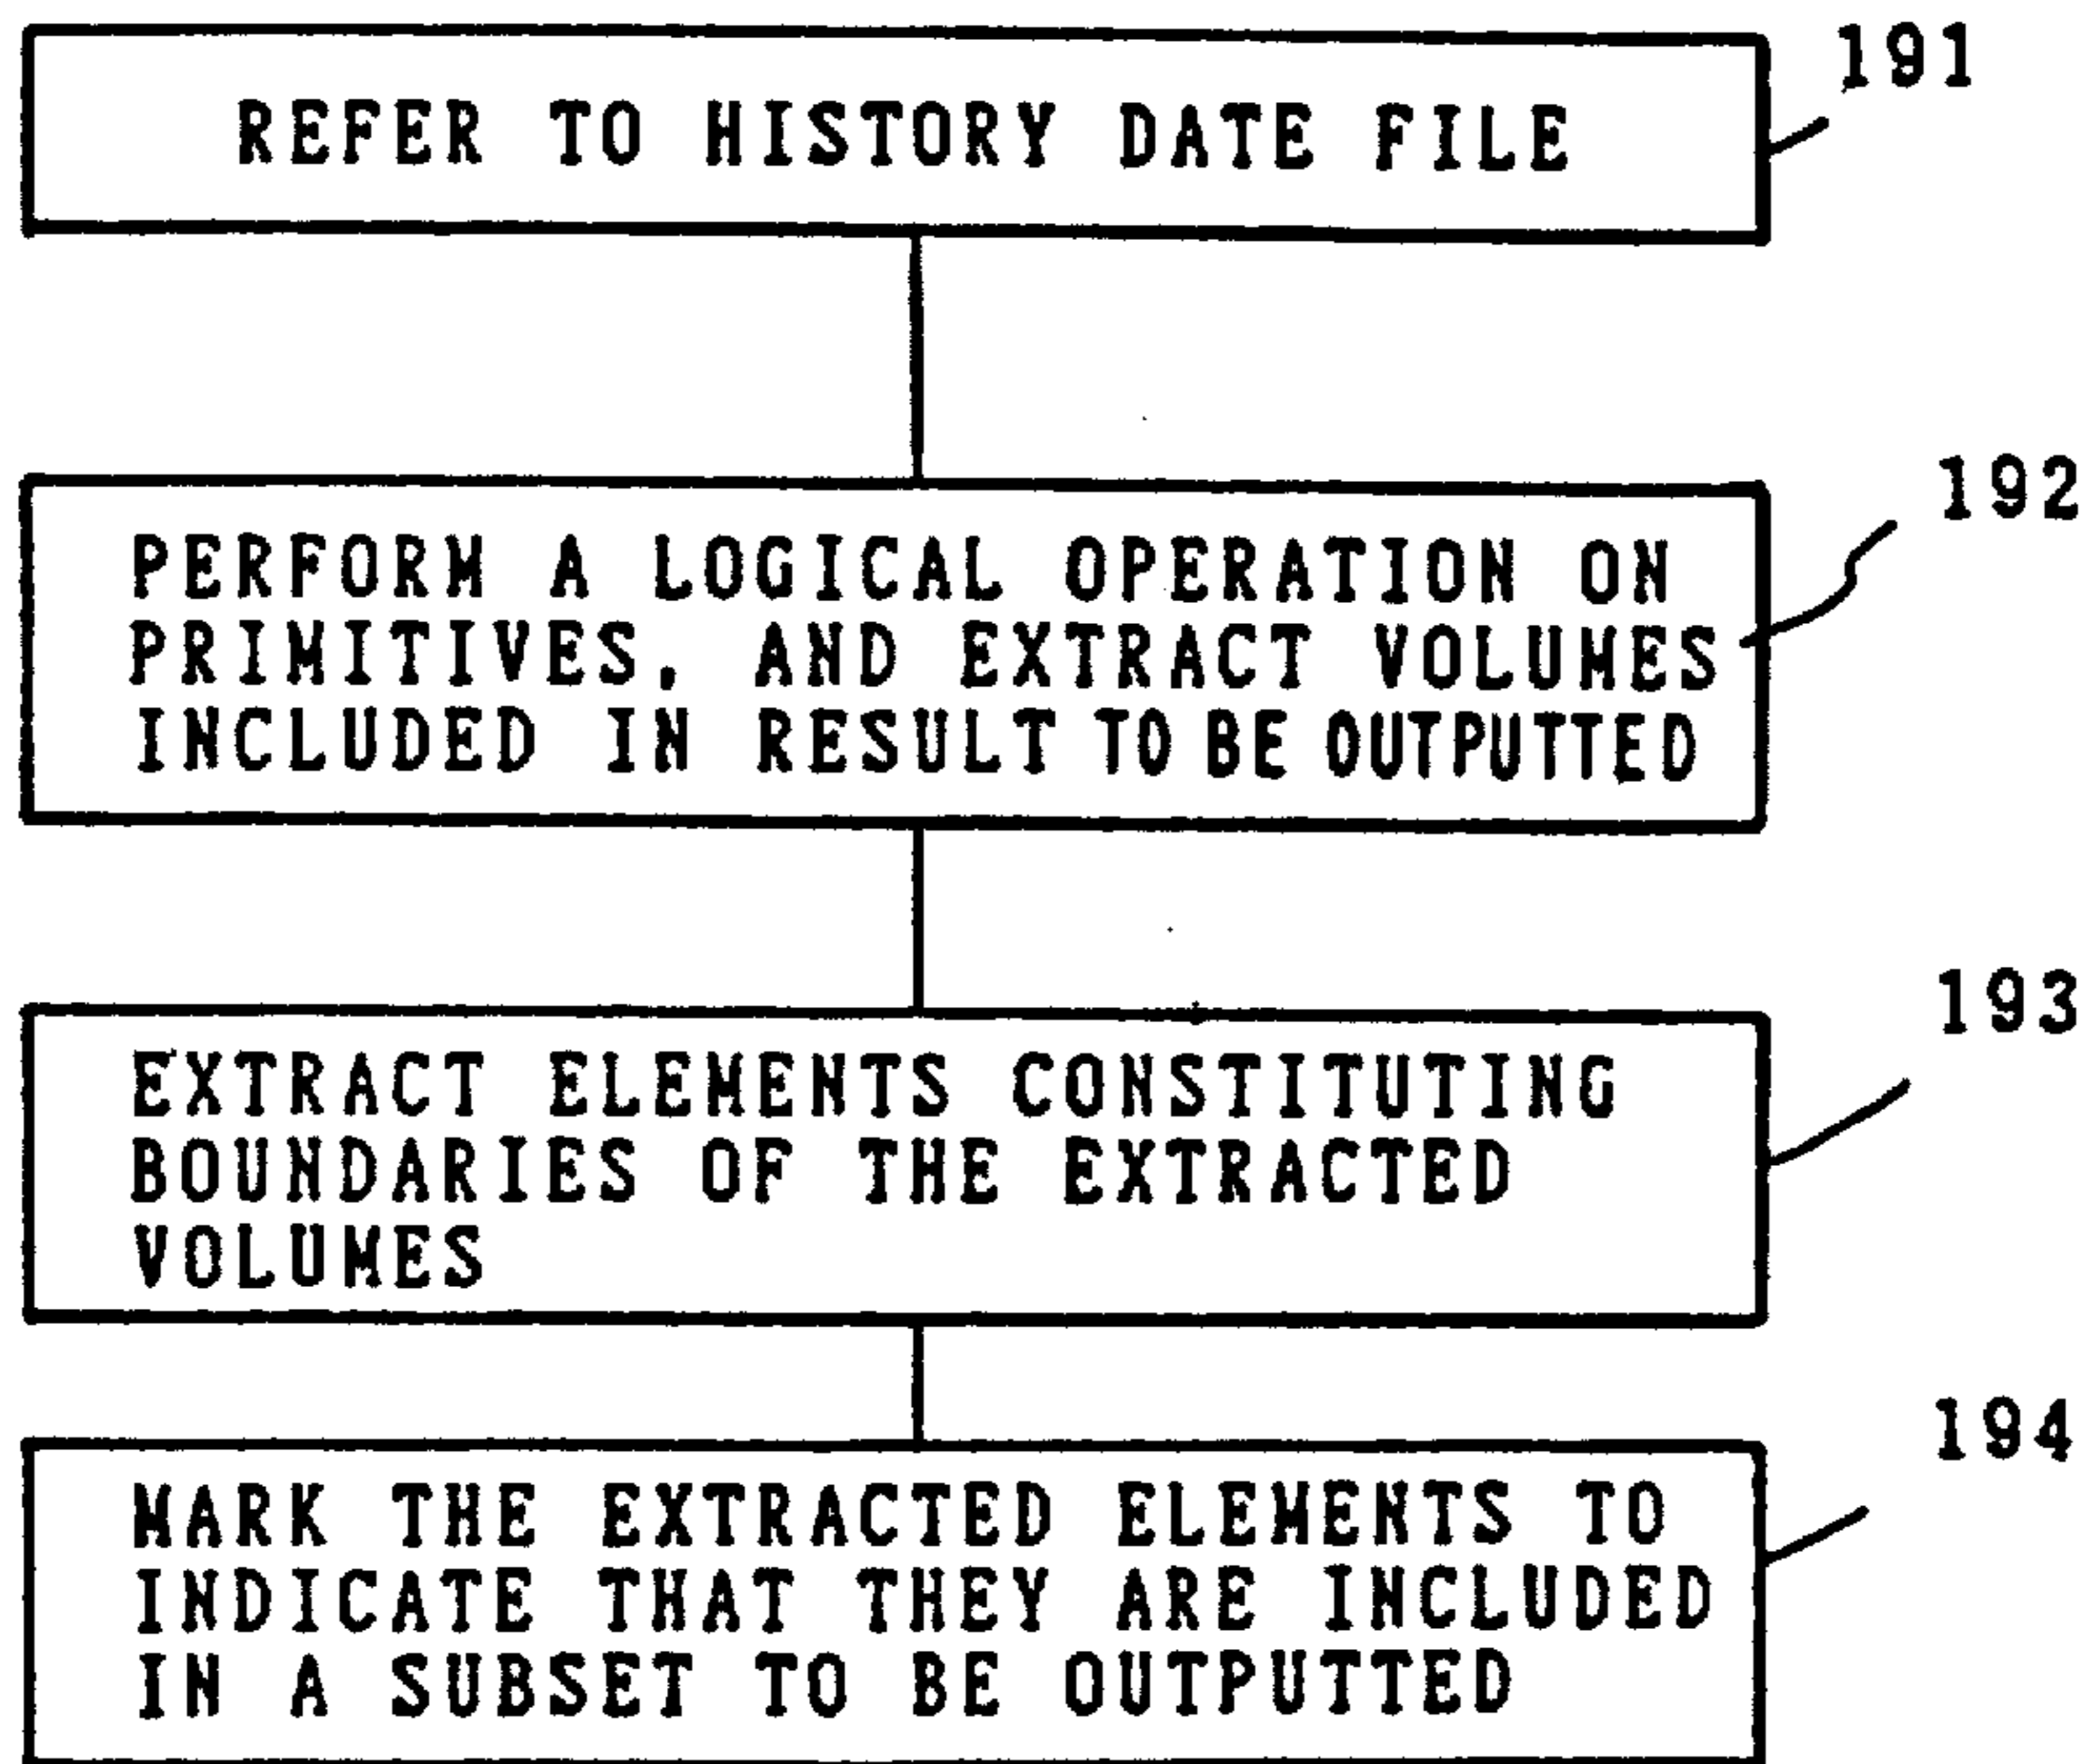 191
REFER TO HISTORY DATE FILE
192
PERFORM A LOGICAL OPERATION ON
PRIMITIVES, AND EXTRACT VOLUMES
INCLUDED IN RESULT TO BE OUTPUTTED
193
EXTRACT ELEMENTS CONSTITUTING
BOUNDARIES OF THE EXTRACTED
VOLUMES
194
MARK THE EXTRACTED ELEMENTS TO
INDICATE THAT THEY ARE INCLUDED
IN A SUBSET TO BE OUTPUTTED